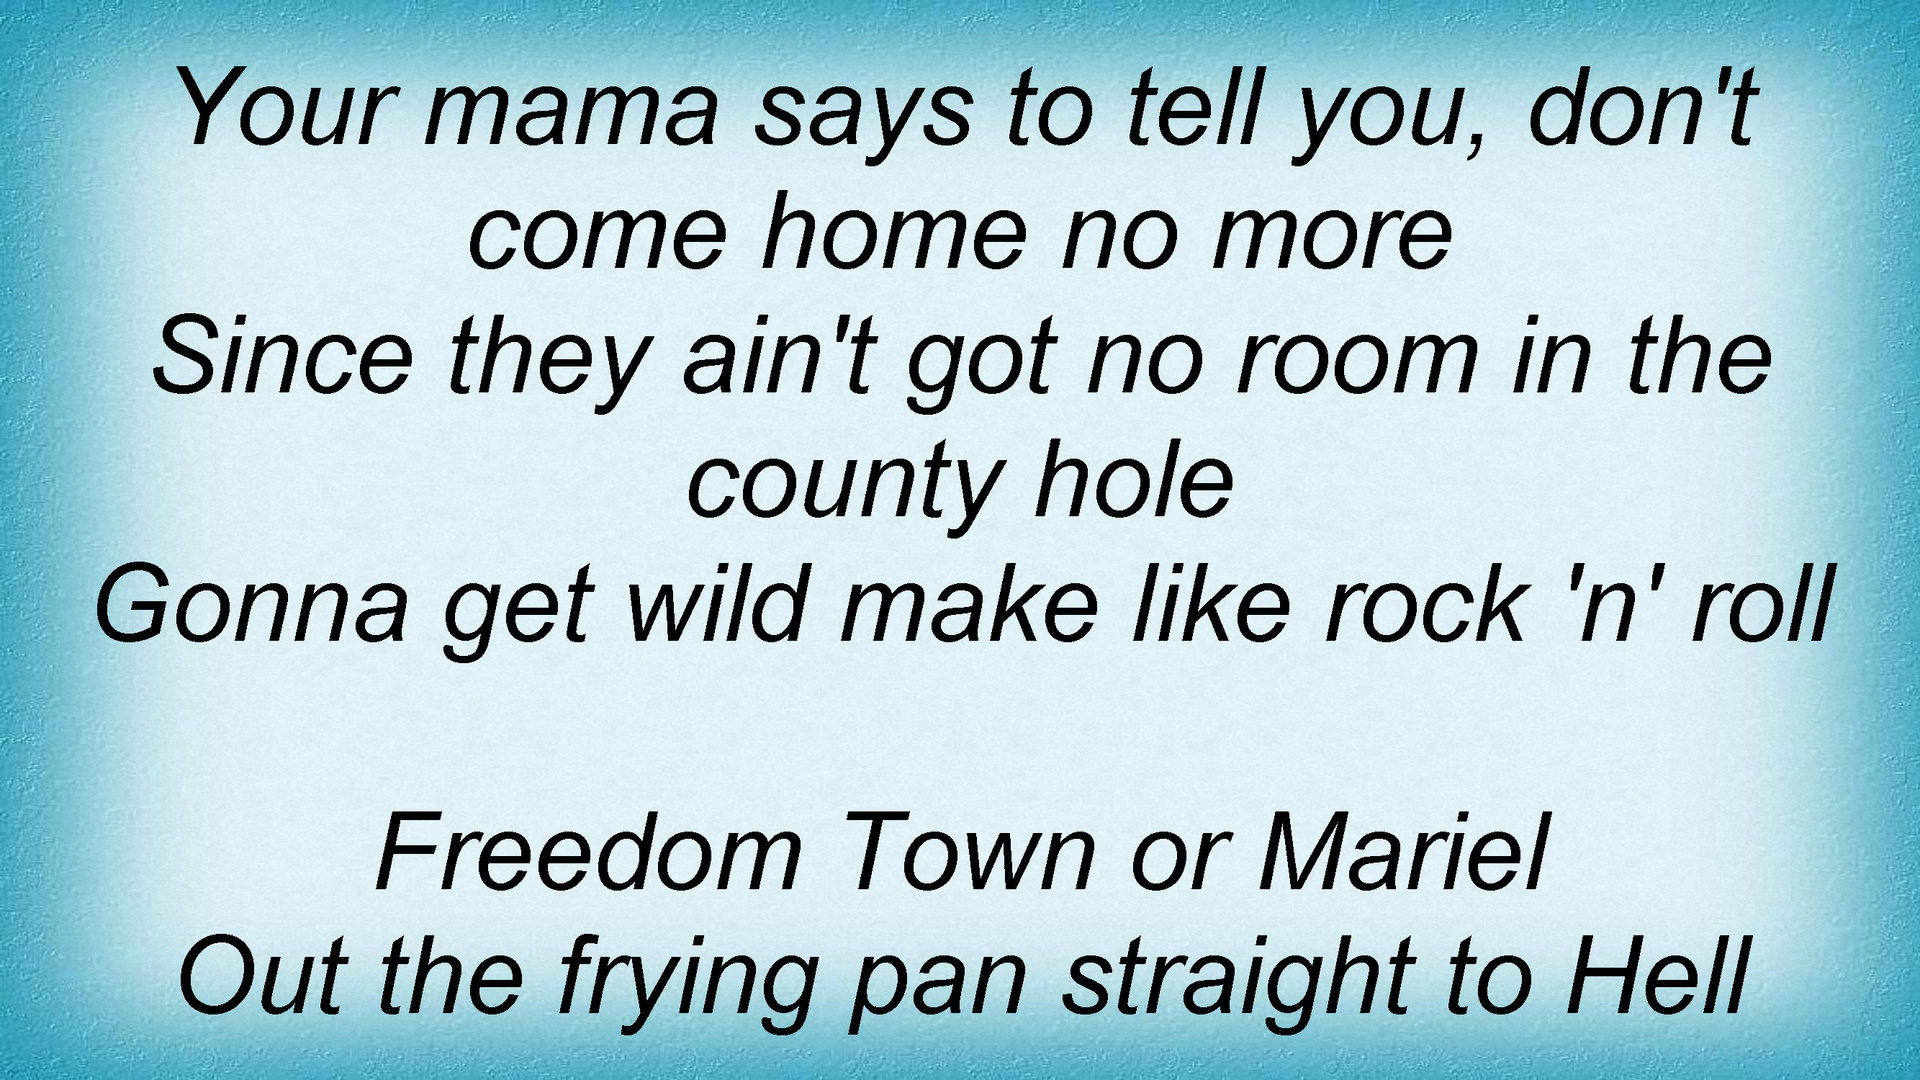 Your mama says to tell you, don't
come home no more
Since they ain't got no room in the
county hole
Gonna get wild make like rock 'n' roll
Freedom Town or Mariel
Out the frying pan straight to Hell